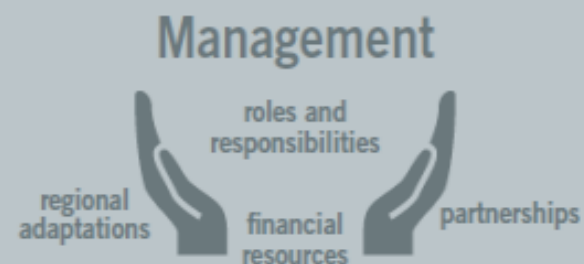 Management
roles and
responsibilities
regional
adaptations
financial
resources
partnerships